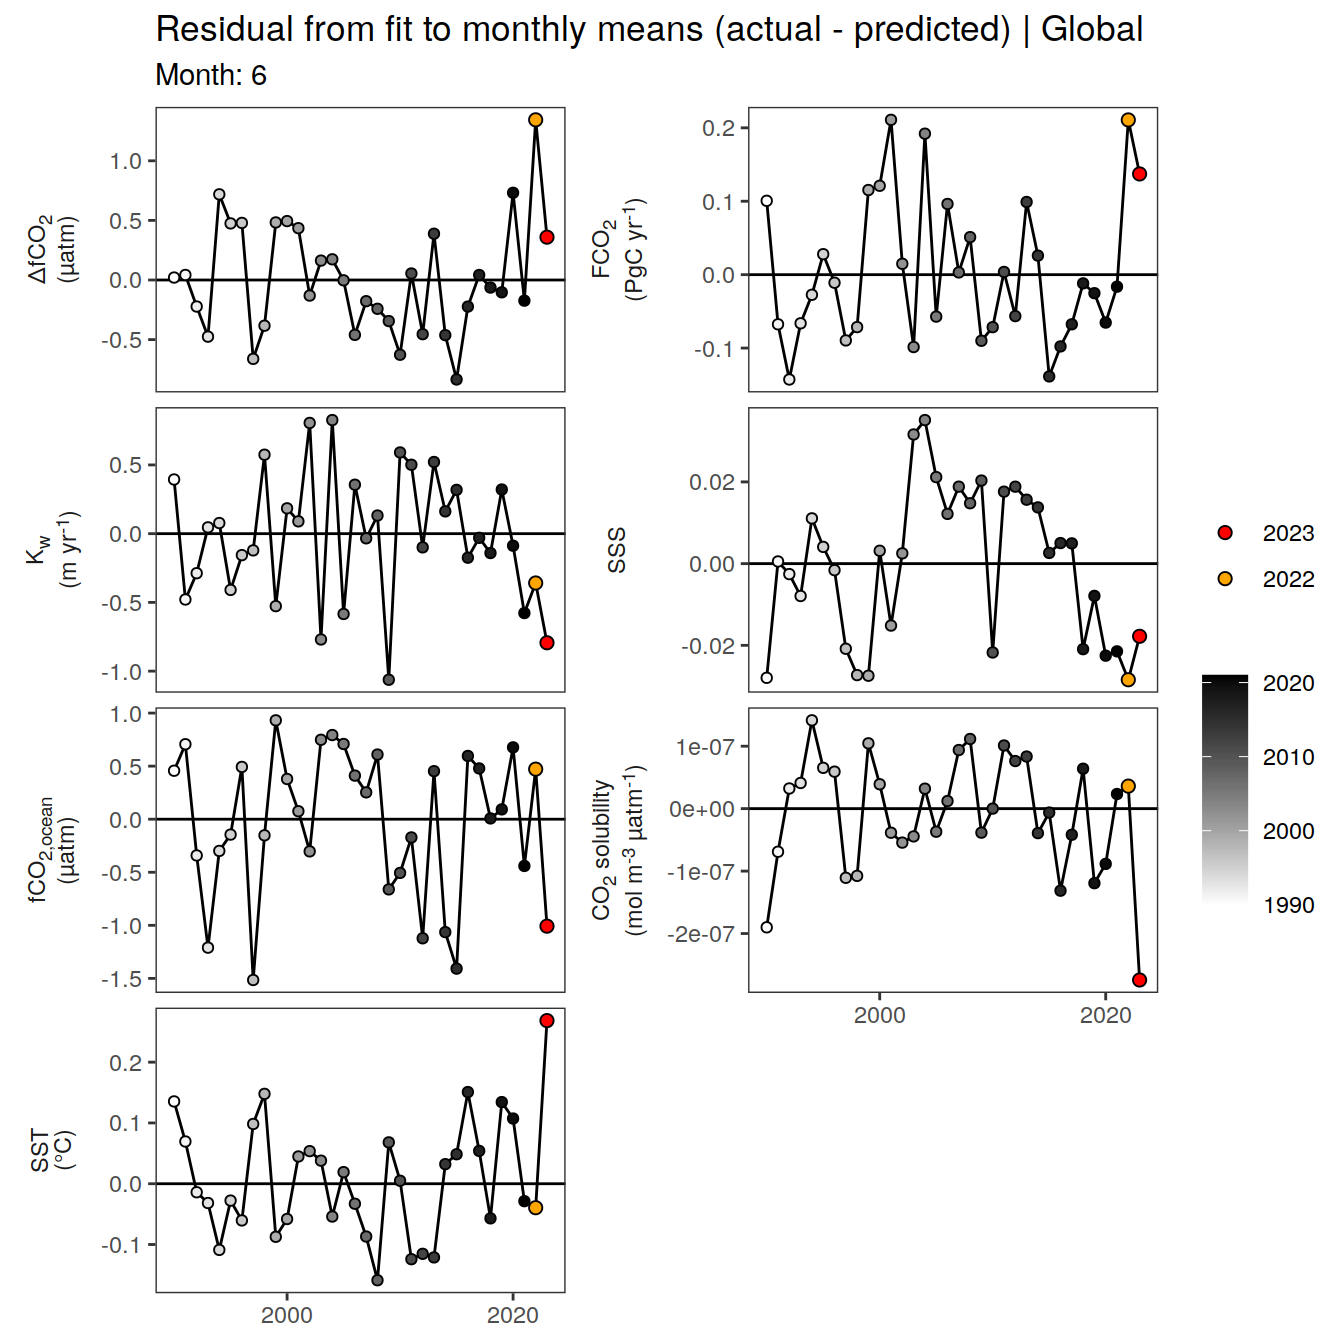 Residual from fit to monthly means (actual - predicted) | Global
Month: 6
ΔfCO₂
(µatm)
1.0
0.5
0.0
-0.5
FCO₂
(PgC yr⁻¹)
0.2
0.1
0.0
-0.1
K_w
(m yr⁻¹)
0.5
0.0
-0.5
-1.0
SSS
0.02
0.00
-0.02
fCO₂,ocean
(µatm)
1.0
0.5
0.0
-0.5
-1.0
-1.5
CO₂ solubility
(mol m⁻³ µatm⁻¹)
1e-07
0e+00
-1e-07
-2e-07
2000
2020
SST
(°C)
0.2
0.1
0.0
-0.1
2000
2020
2023
2022
2020
2010
2000
1990